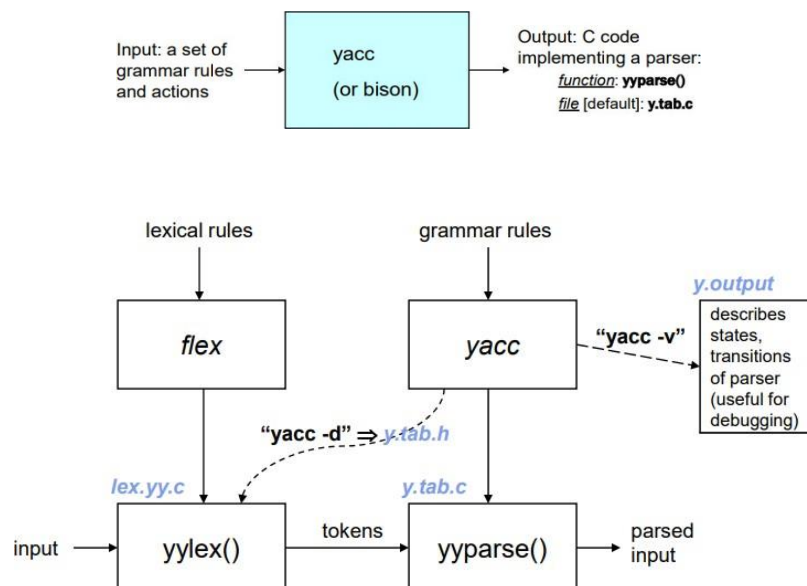 Input: a set of
grammar rules
and actions
yacc
(or bison)
Output: C code
implementing a parser:
function: yyparse()
file [default]: y.tab.c
lexical rules
grammar rules
y.output
flex
yacc
"yacc -v"
describes
states,
transitions
of parser
(useful for
debugging)
"yacc -d" ⇒ y.tab.h
lex.yy.c
y.tab.c
input
yylex()
tokens
yyparse()
parsed
input